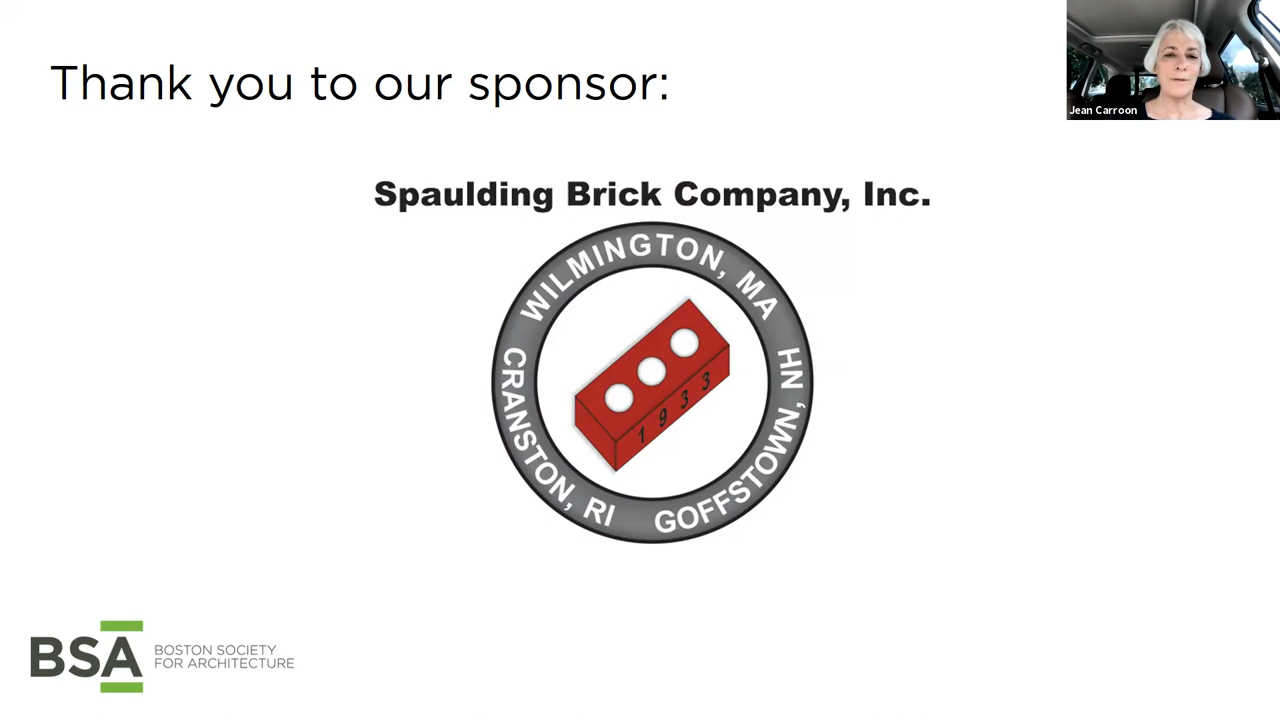 Thank you to our sponsor:
Jean Carroon
Spaulding Brick Company, Inc.
WILMINGTON, MA
CRANSTON, RI
GOFFSTOWN, NH
1933
BSA
BOSTON SOCIETY
FOR ARCHITECTURE